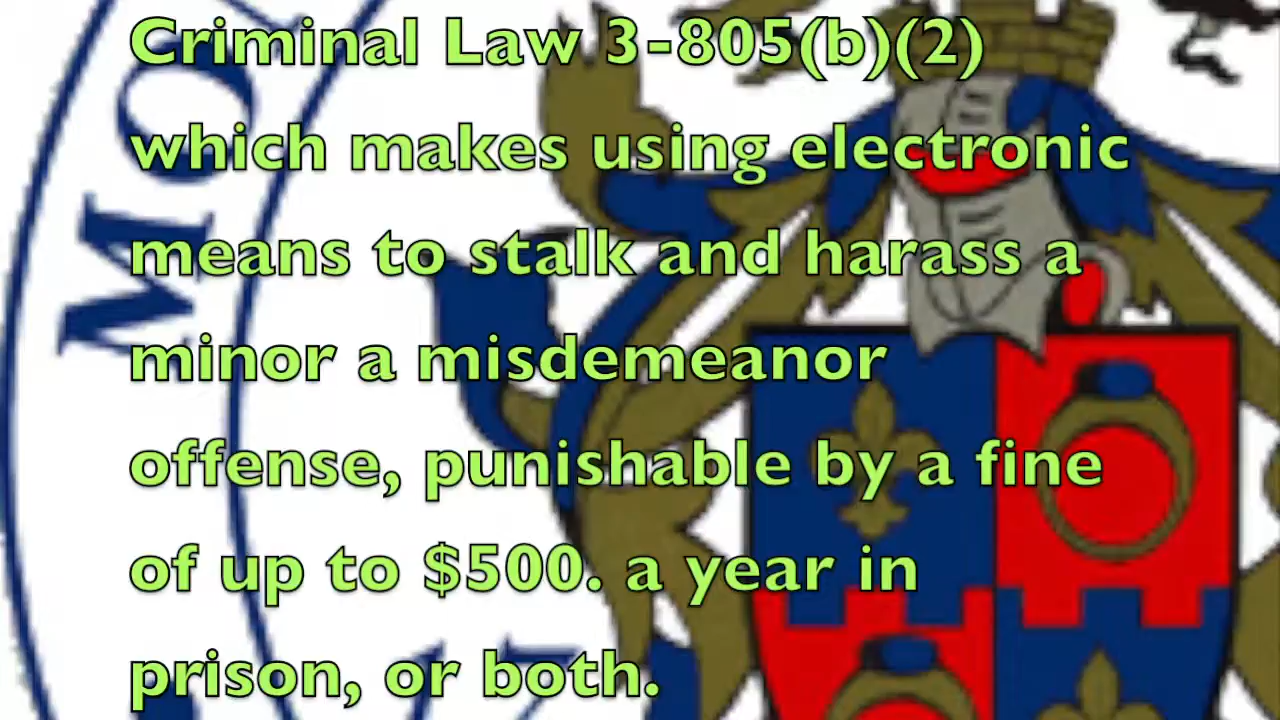 Criminal Law 3-805(b)(2)
which makes using electronic
means to stalk and harass a
minor a misdemeanor
offense, punishable by a fine
of up to $500. a year in
prison, or both.
MO